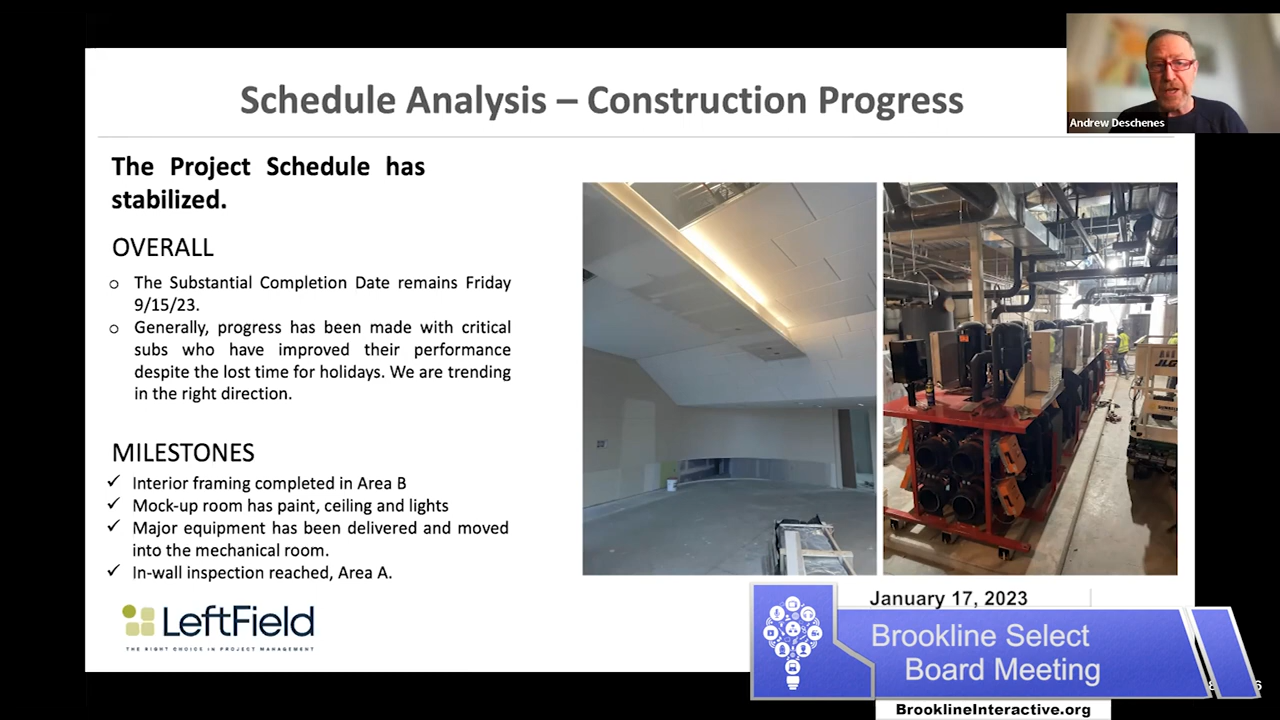 Schedule Analysis – Construction Progress
Andrew Deschenes
The Project Schedule has
stabilized.
OVERALL
o The Substantial Completion Date remains Friday
9/15/23.
o Generally, progress has been made with critical
subs who have improved their performance
despite the lost time for holidays. We are trending
in the right direction.
MILESTONES
✓ Interior framing completed in Area B
✓ Mock-up room has paint, ceiling and lights
✓ Major equipment has been delivered and moved
into the mechanical room.
✓ In-wall inspection reached, Area A.
JLG
LeftField
THE RIGHT CHOICE IN PROJECT MANAGEMENT
January 17, 2023
Brookline Select
Board Meeting
BrooklineInteractive.org